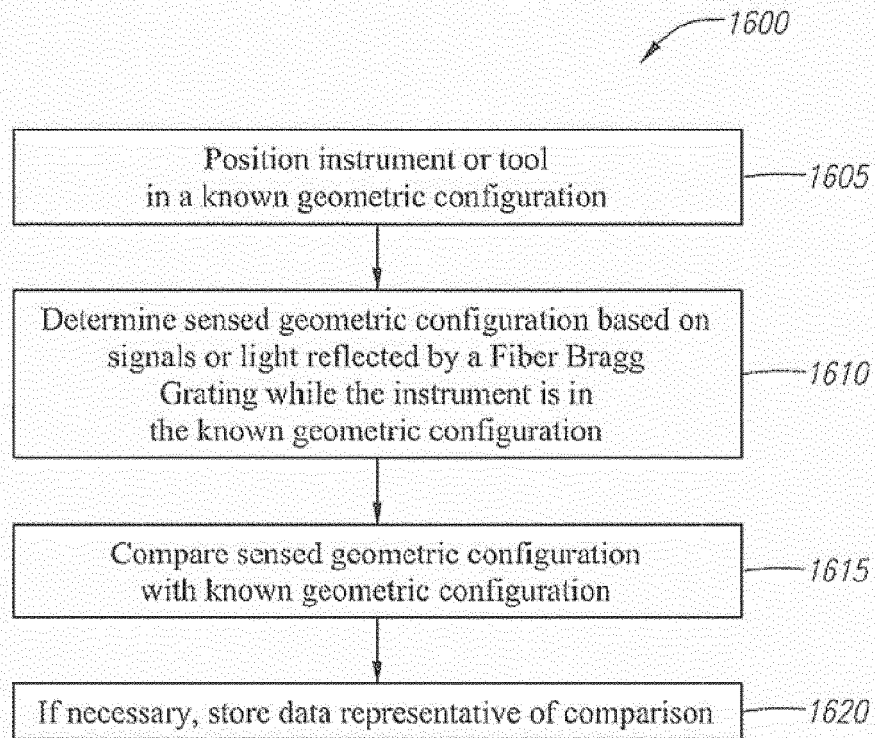 1600
Position instrument or tool
in a known geometric configuration
1605
Determine sensed geometric configuration based on
signals or light reflected by a Fiber Bragg
Grating while the instrument is in
the known geometric configuration
1610
Compare sensed geometric configuration
with known geometric configuration
1615
If necessary, store data representative of comparison
1620